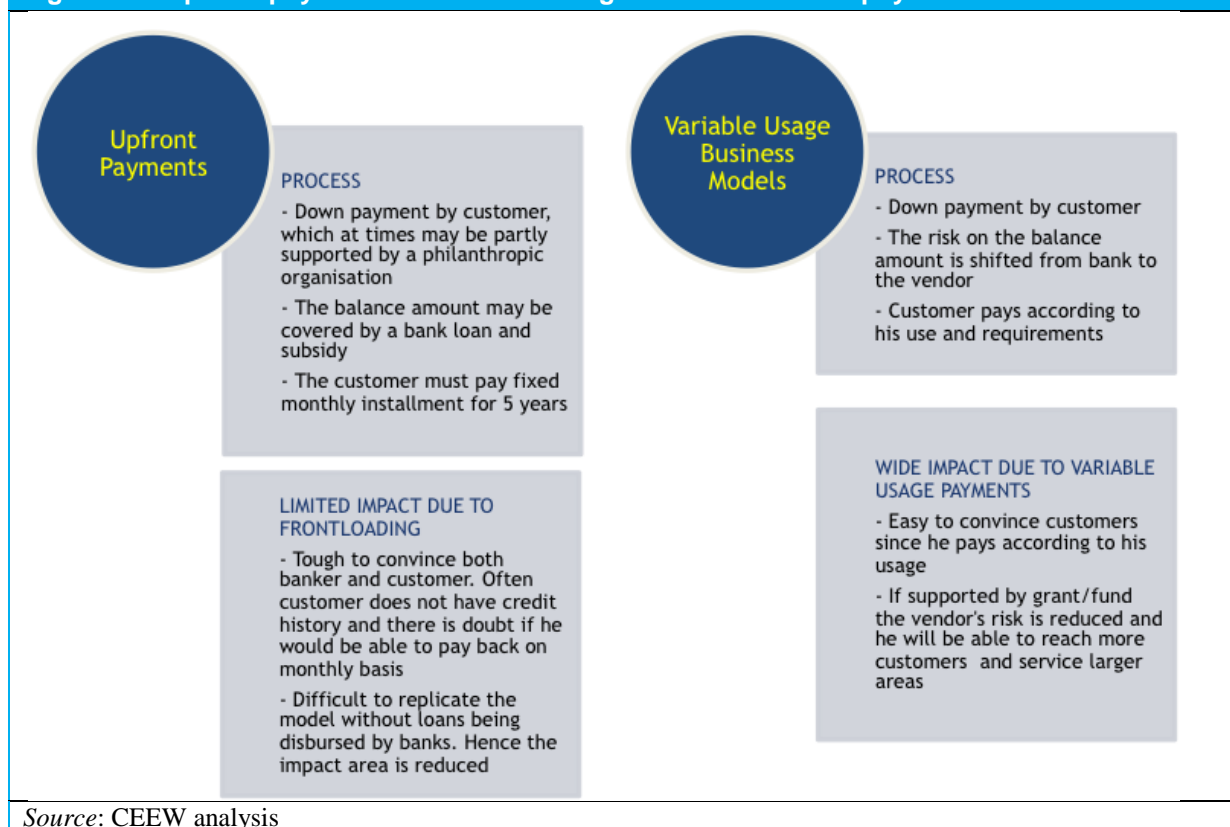 Upfront
Payments
PROCESS
- Down payment by customer,
which at times may be partly
supported by a philanthropic
organisation
- The balance amount may be
covered by a bank loan and
subsidy
- The customer must pay fixed
monthly installment for 5 years
LIMITED IMPACT DUE TO
FRONTLOADING
- Tough to convince both
banker and customer. Often
customer does not have credit
history and there is doubt if he
would be able to pay back on
monthly basis
- Difficult to replicate the
model without loans being
disbursed by banks. Hence the
impact area is reduced
Variable Usage
Business
Models
PROCESS
- Down payment by customer
- The risk on the balance
amount is shifted from bank to
the vendor
- Customer pays according to
his use and requirements
WIDE IMPACT DUE TO VARIABLE
USAGE PAYMENTS
- Easy to convince customers
since he pays according to his
usage
- If supported by grant/fund
the vendor's risk is reduced and
he will be able to reach more
customers and service larger
areas
Source: CEEW analysis